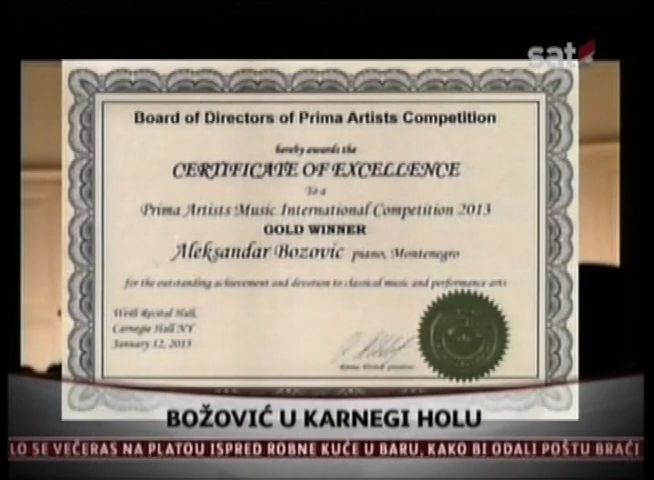 sat
Board of Directors of Prima Artists Competition
hereby awards the
CERTIFICATE OF EXCELLENCE
To a
Prima Artists Music International Competition 2013
GOLD WINNER
Aleksandar Bozovic piano, Montenegro
for the outstanding achievement and devotion to classical music and performance arts
Weill Recital Hall,
Carnegie Hall NY
January 12, 2013
BOŽOVIĆ U KARNEGI HOLU
LO SE VEČERAS NA PLATOU ISPRED ROBNE KUĆE U BARU, KAKO BI ODALI POŠTU BRAĆI